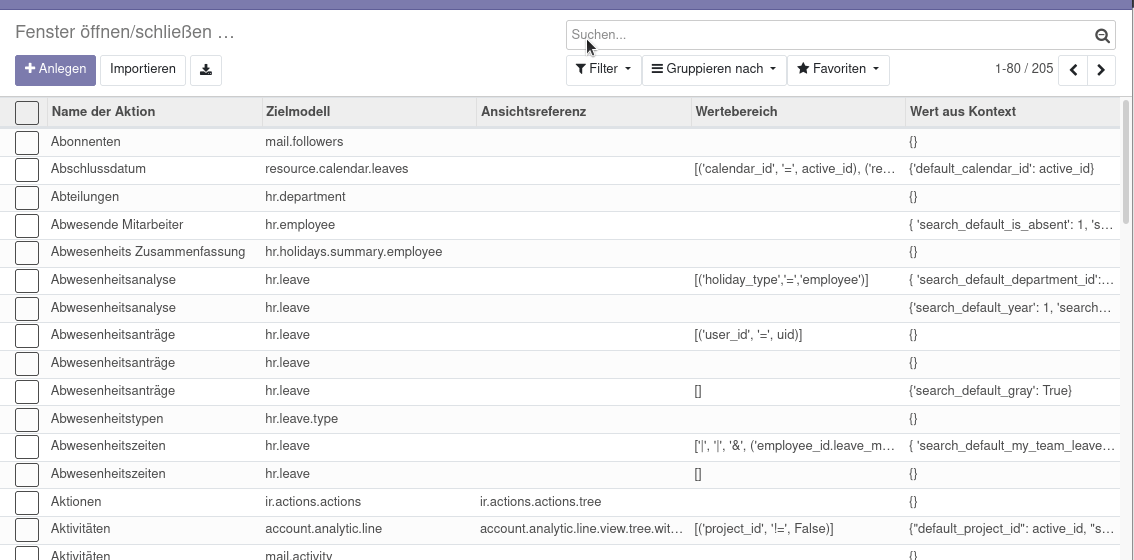 Fenster öffnen/schließen …
Suchen...
Anlegen Importieren Filter Gruppieren nach Favoriten 1-80 / 205
Name der Aktion Zielmodell Ansichtsreferenz Wertebereich Wert aus Kontext
Abonnenten mail.followers {}
Abschlussdatum resource.calendar.leaves [('calendar_id', '=', active_id), ('re… {'default_calendar_id': active_id}
Abteilungen hr.department {}
Abwesende Mitarbeiter hr.employee { 'search_default_is_absent': 1, 's…
Abwesenheits Zusammenfassung hr.holidays.summary.employee {}
Abwesenheitsanalyse hr.leave [('holiday_type','=','employee')] { 'search_default_department_id':…
Abwesenheitsanalyse hr.leave {'search_default_year': 1, 'search…
Abwesenheitsanträge hr.leave [('user_id', '=', uid)] {}
Abwesenheitsanträge hr.leave {}
Abwesenheitsanträge hr.leave [] {'search_default_gray': True}
Abwesenheitstypen hr.leave.type {}
Abwesenheitszeiten hr.leave ['|', '|', '&', ('employee_id.leave_m… { 'search_default_my_team_leave…
Abwesenheitszeiten hr.leave [] {}
Aktionen ir.actions.actions ir.actions.actions.tree {}
Aktivitäten account.analytic.line account.analytic.line.view.tree.wit… [('project_id', '!=', False)] {"default_project_id": active_id, "s…
Aktivitäten mail.activity {}